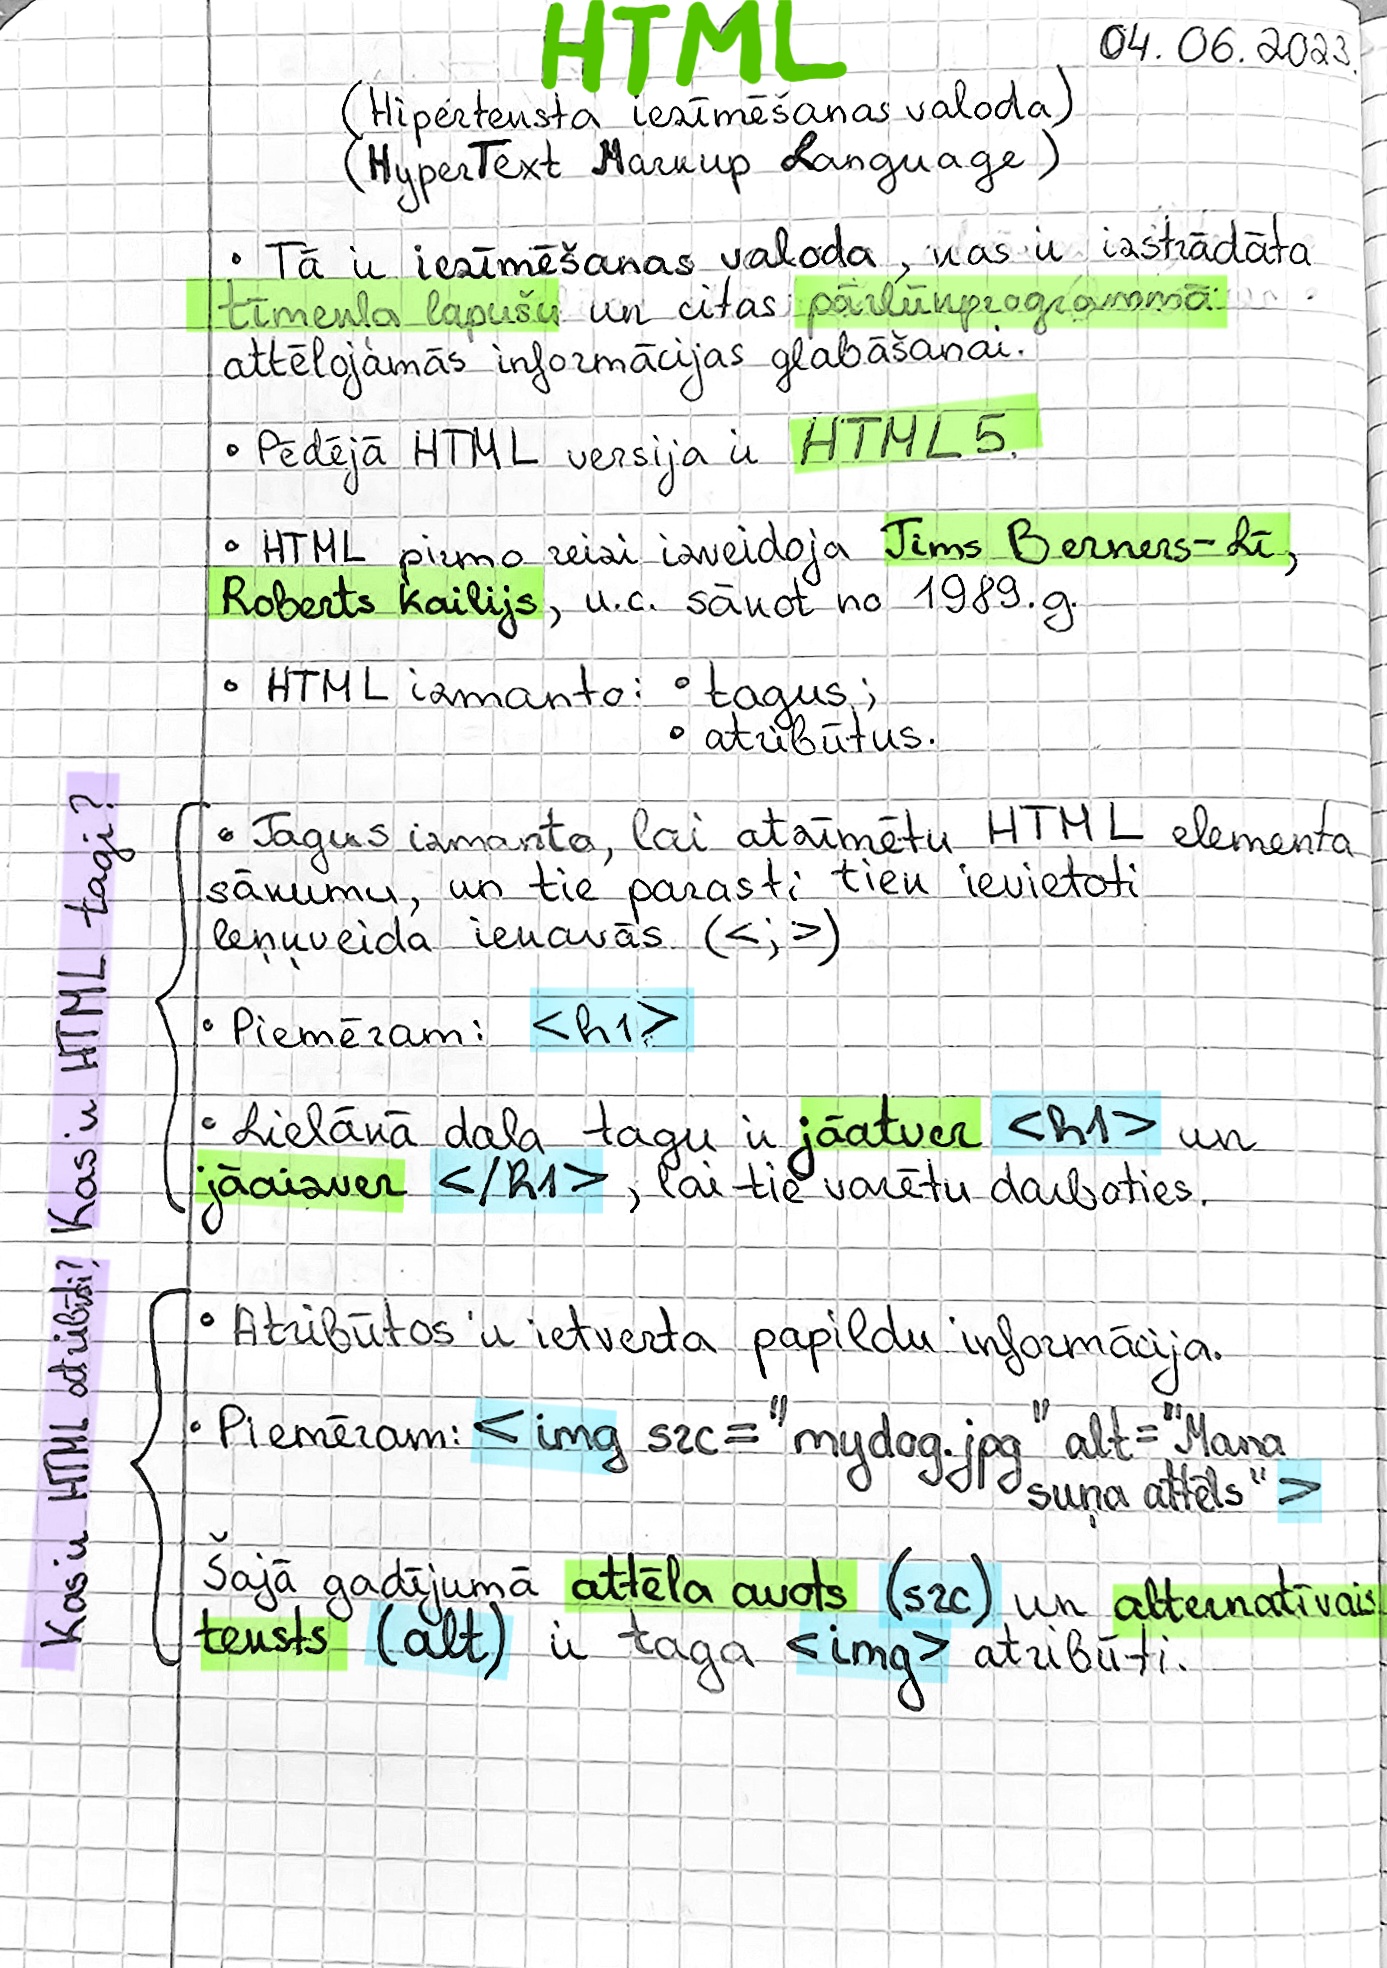 HTML
04.06.2023.
(Hiperteksta iezīmēšanas valoda)
(HyperText Markup Language)
• Tā ir iezīmēšanas valoda, kas ir izstrādāta
tīmekļa lapušu un citas pārlūkprogrammā
attēlojamās informācijas glabāšanai.
• Pēdējā HTML versija ir HTML 5.
• HTML pirmo reizi izveidoja Tims Berners-Lī,
Roberts Kailijs, u.c. sākot no 1989.g.
• HTML izmanto: • tagus;
• atribūtus.
Kas ir HTML tagi?
• Tagus izmanto, lai atzīmētu HTML elementa
sākumu, un tie parasti tiek ievietoti
leņķveida iekavās. (<;>)
• Piemēram: <h1>
• Lielākā daļa tagu ir jāatver <h1> un
jāaizver </h1>, lai tie varētu darboties.
Kas ir HTML atribūti?
• Atribūtos ir ietverta papildu informācija.
• Piemēram: <img src="mydog.jpg" alt="Mana
suņa attēls">
Šajā gadījumā attēla avots (src) un alternatīvais
teksts (alt) ir taga <img> atribūti.